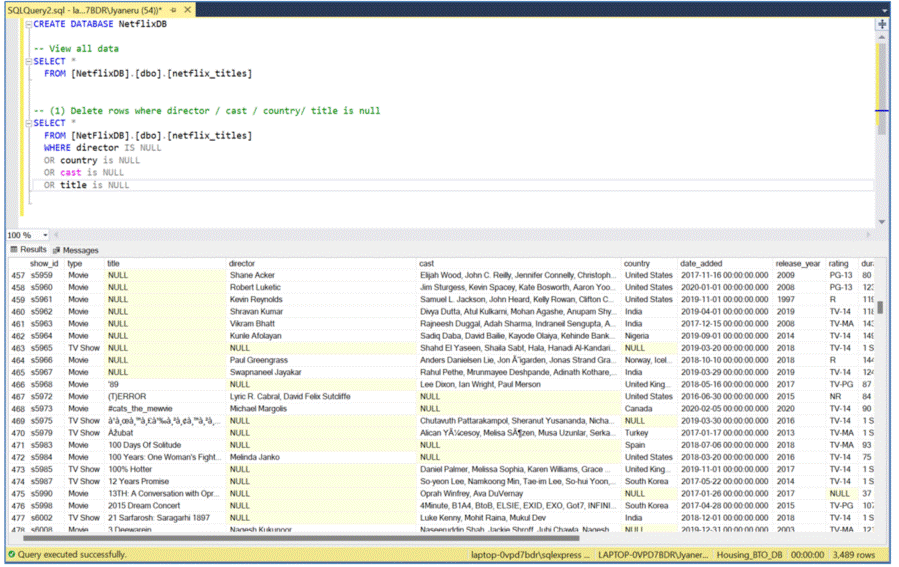 SQLQuery2.sql - la...7BDR\Jyaneru (54))*
CREATE DATABASE NetflixDB
-- View all data
SELECT *
FROM [NetflixDB].[dbo].[netflix_titles]
-- (1) Delete rows where director / cast / country/ title is null
SELECT *
FROM [NetFlixDB].[dbo].[netflix_titles]
WHERE director IS NULL
OR country is NULL
OR cast is NULL
OR title is NULL
100 %
Results Messages
show_id type title director cast country date_added release_year rating dura
457 s5959 Movie NULL Shane Acker Elijah Wood, John C. Reilly, Jennifer Connelly, Christoph... United States 2017-11-16 00:00:00.000 2009 PG-13 80
458 s5960 Movie NULL Robert Luketic Jim Sturgess, Kevin Spacey, Kate Bosworth, Aaron Yoo... United States 2020-01-01 00:00:00.000 2008 PG-13 123
459 s5961 Movie NULL Kevin Reynolds Samuel L. Jackson, John Heard, Kelly Rowan, Clifton C... United States 2019-11-01 00:00:00.000 1997 R 119
460 s5962 Movie NULL Shravan Kumar Divya Dutta, Atul Kulkarni, Mohan Agashe, Anupam Shy... India 2019-04-01 00:00:00.000 2019 TV-14 118
461 s5963 Movie NULL Vikram Bhatt Rajneesh Duggal, Adah Sharma, Indraneil Sengupta, A... India 2017-12-15 00:00:00.000 2008 TV-MA 143
462 s5964 Movie NULL Kunle Afolayan Sadiq Daba, David Bailie, Kayode Olaiya, Kehinde Bank... Nigeria 2019-09-01 00:00:00.000 2014 TV-14 149
463 s5965 TV Show NULL NULL Shahd El Yaseen, Shaila Sabt, Hala, Hanadi Al-Kandari... NULL 2019-03-20 00:00:00.000 2018 TV-14 1 S
464 s5966 Movie NULL Paul Greengrass Anders Danielsen Lie, Jon Ã˜igarden, Jonas Strand Gra... Norway, Icel... 2018-10-10 00:00:00.000 2018 R 144
465 s5967 Movie NULL Swapnaneel Jayakar Rahul Pethe, Mrunmayee Deshpande, Adinath Kothare,... India 2019-03-29 00:00:00.000 2019 TV-14 124
466 s5968 Movie '89 NULL Lee Dixon, Ian Wright, Paul Merson United King... 2018-05-16 00:00:00.000 2017 TV-PG 87
467 s5972 Movie (T)ERROR Lyric R. Cabral, David Felix Sutcliffe NULL United States 2016-06-30 00:00:00.000 2015 NR 84
468 s5973 Movie #cats_the_mewvie Michael Margolis NULL Canada 2020-02-05 00:00:00.000 2020 TV-14 90
469 s5975 TV Show NULL Chutavuth Pattarakampol, Sheranut Yusananda, Nicha... NULL 2019-03-30 00:00:00.000 2016 TV-14 1 S
470 s5979 TV Show Åžubat NULL Alican YÃ¼cesoy, Melisa SÃ¶zen, Musa Uzunlar, Serka... Turkey 2017-01-17 00:00:00.000 2013 TV-MA 1 S
471 s5983 Movie 100 Days Of Solitude NULL NULL Spain 2018-07-06 00:00:00.000 2018 TV-MA 93
472 s5984 Movie 100 Years: One Woman's Fight... Melinda Janko NULL United States 2018-03-20 00:00:00.000 2016 TV-14 75
473 s5985 TV Show 100% Hotter NULL Daniel Palmer, Melissa Sophia, Karen Williams, Grace ... United King... 2019-11-01 00:00:00.000 2017 TV-14 1 S
474 s5987 TV Show 12 Years Promise NULL So-yeon Lee, Namkoong Min, Tae-im Lee, So-hui Yoon,... South Korea 2017-05-22 00:00:00.000 2014 TV-14 1 S
475 s5990 Movie 13TH: A Conversation with Opr... NULL Oprah Winfrey, Ava DuVernay NULL 2017-01-26 00:00:00.000 2017 NULL 37
476 s5998 Movie 2015 Dream Concert NULL 4Minute, B1A4, BtoB, ELSIE, EXID, EXO, Got7, INFINI... South Korea 2017-04-28 00:00:00.000 2015 TV-PG 107
477 s6002 TV Show 21 Sarfarosh: Saragarhi 1897 NULL Luke Kenny, Mohit Raina, Mukul Dev India 2018-12-01 00:00:00.000 2018 TV-14 1 S
478 s6008 Movie 3 Deewarein Nagesh Kukunoor Naseeruddin Shah, Jackie Shroff, Juhi Chawla, Nagesh... NULL 2019-12-31 00:00:00.000 2003 TV-MA 121
Query executed successfully. laptop-0vpd7bdr\sqlexpress ... LAPTOP-0VPD7BDR\Jyaner... Housing_BTO_DB 00:00:00 3,489 rows